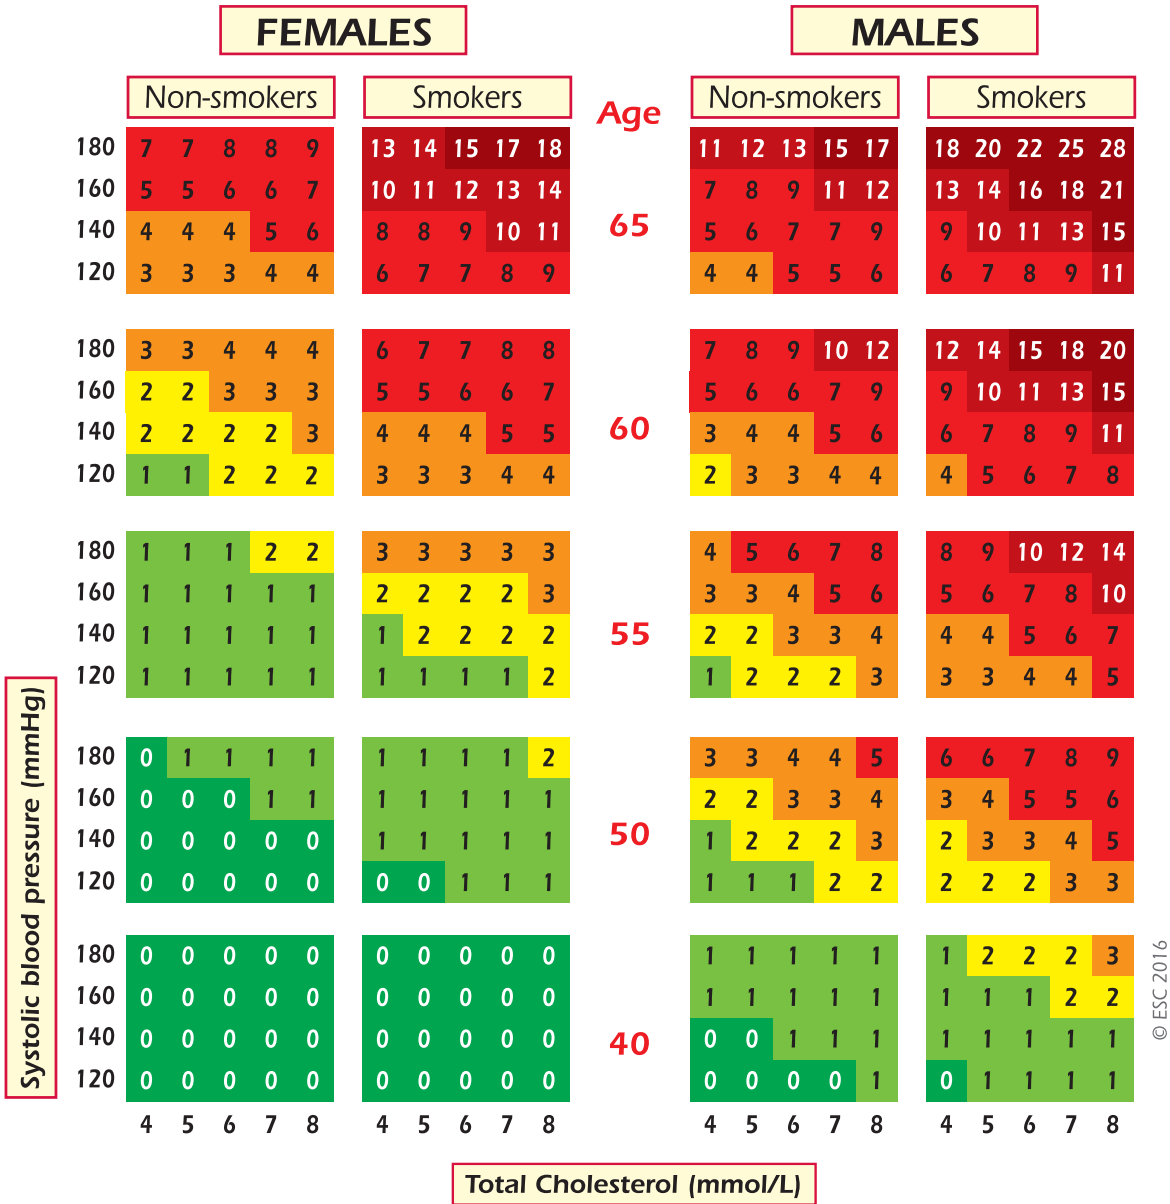 FEMALES MALES
Non-smokers Smokers Age Non-smokers Smokers
180 7 7 8 8 9 13 14 15 17 18 11 12 13 15 17 18 20 22 25 28
160 5 5 6 6 7 10 11 12 13 14 7 8 9 11 12 13 14 16 18 21
65
140 4 4 4 5 6 8 8 9 10 11 5 6 7 7 9 9 10 11 13 15
120 3 3 3 4 4 6 7 7 8 9 4 4 5 5 6 6 7 8 9 11
180 3 3 4 4 4 6 7 7 8 8 7 8 9 10 12 12 14 15 18 20
160 2 2 3 3 3 5 5 6 6 7 5 6 6 7 9 9 10 11 13 15
60
140 2 2 2 2 3 4 4 4 5 5 3 4 4 5 6 6 7 8 9 11
120 1 1 2 2 2 3 3 3 4 4 2 3 3 4 4 4 5 6 7 8
180 1 1 1 2 2 3 3 3 3 3 4 5 6 7 8 8 9 10 12 14
160 1 1 1 1 1 2 2 2 2 3 3 3 4 5 6 5 6 7 8 10
55
140 1 1 1 1 1 1 2 2 2 2 2 2 3 3 4 4 4 5 6 7
120 1 1 1 1 1 1 1 1 1 2 1 2 2 2 3 3 3 4 4 5
180 0 1 1 1 1 1 1 1 1 2 3 3 4 4 5 6 6 7 8 9
160 0 0 0 1 1 1 1 1 1 1 2 2 3 3 4 3 4 5 5 6
50
140 0 0 0 0 0 1 1 1 1 1 1 2 2 2 3 2 3 3 4 5
120 0 0 0 0 0 0 0 1 1 1 1 1 1 2 2 2 2 2 3 3
180 0 0 0 0 0 0 0 0 0 0 1 1 1 1 1 1 2 2 2 3
160 0 0 0 0 0 0 0 0 0 0 1 1 1 1 1 1 1 1 2 2
40
140 0 0 0 0 0 0 0 0 0 0 0 0 1 1 1 1 1 1 1 1
120 0 0 0 0 0 0 0 0 0 0 0 0 0 0 1 0 1 1 1 1
4 5 6 7 8 4 5 6 7 8 4 5 6 7 8 4 5 6 7 8
Systolic blood pressure (mmHg)
Total Cholesterol (mmol/L)
© ESC 2016